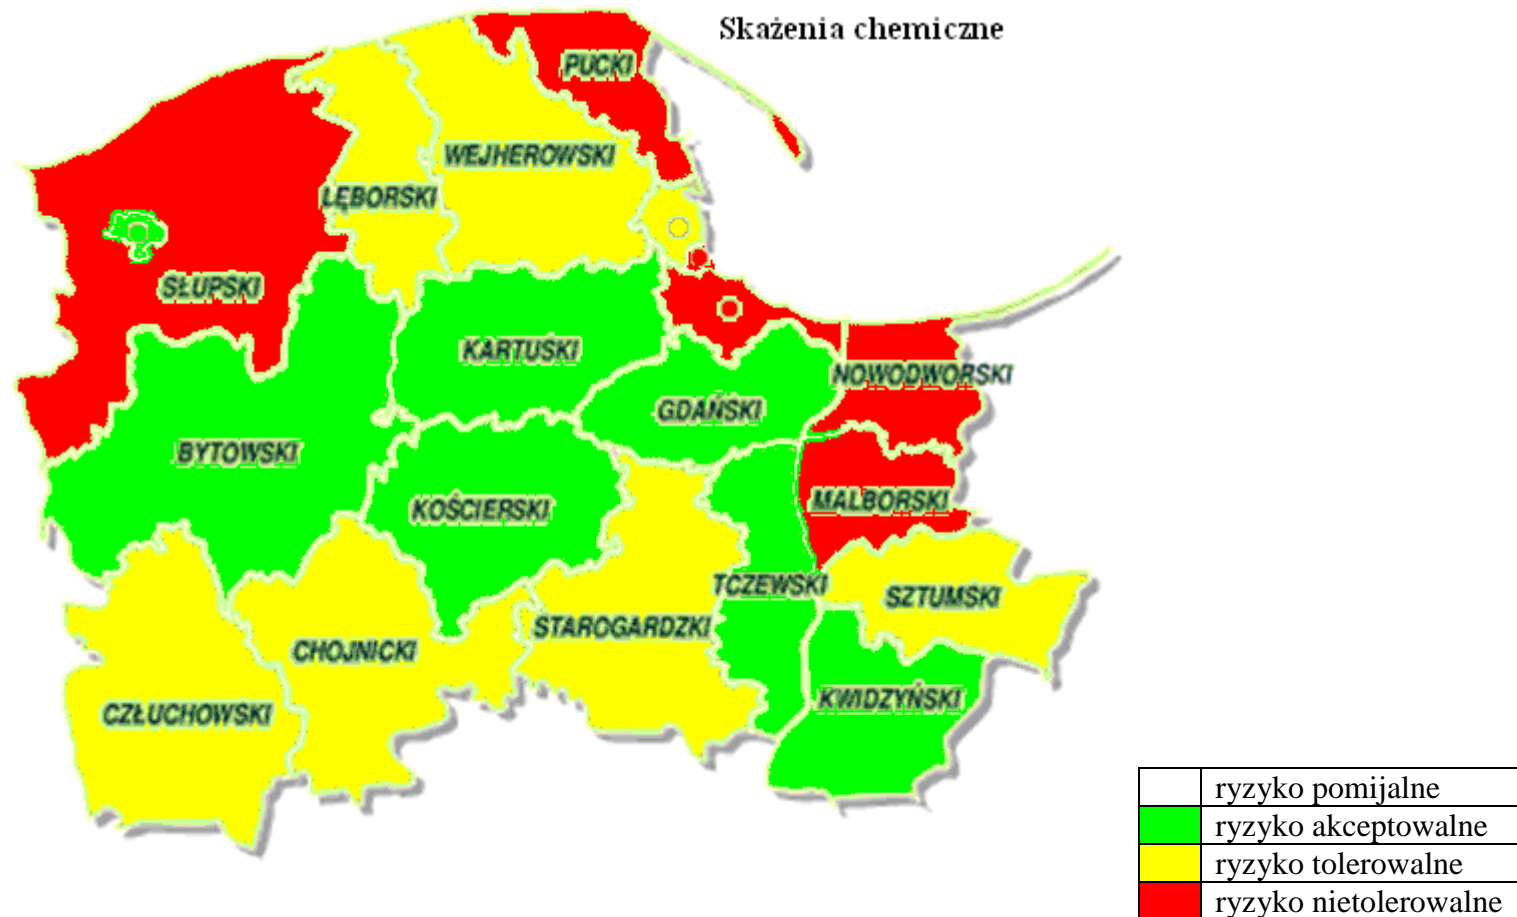 Skażenia chemiczne
PUCKI
WEJHEROWSKI
LĘBORSKI
SŁUPSKI
KARTUSKI
NOWODWORSKI
GDAŃSKI
BYTOWSKI
MALBORSKI
KOŚCIERSKI
TCZEWSKI
SZTUMSKI
STAROGARDZKI
CHOJNICKI
KWIDZYŃSKI
CZŁUCHOWSKI
ryzyko pomijalne
ryzyko akceptowalne
ryzyko tolerowalne
ryzyko nietolerowalne